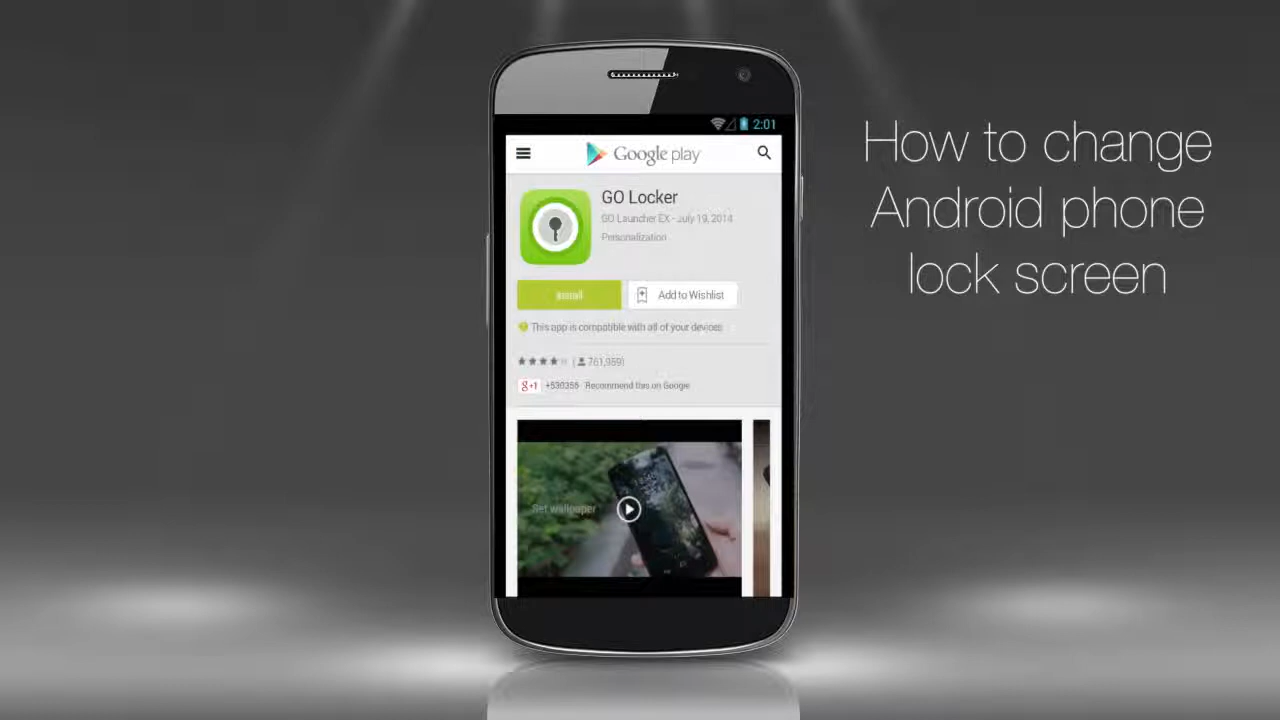 How to change
Android phone
lock screen
2:01
Google play
GO Locker
GO Launcher EX - July 19, 2014
Personalization
Install
Add to Wishlist
This app is compatible with all of your devices.
(761,959)
g+1 +530356 Recommend this on Google
Set wallpaper